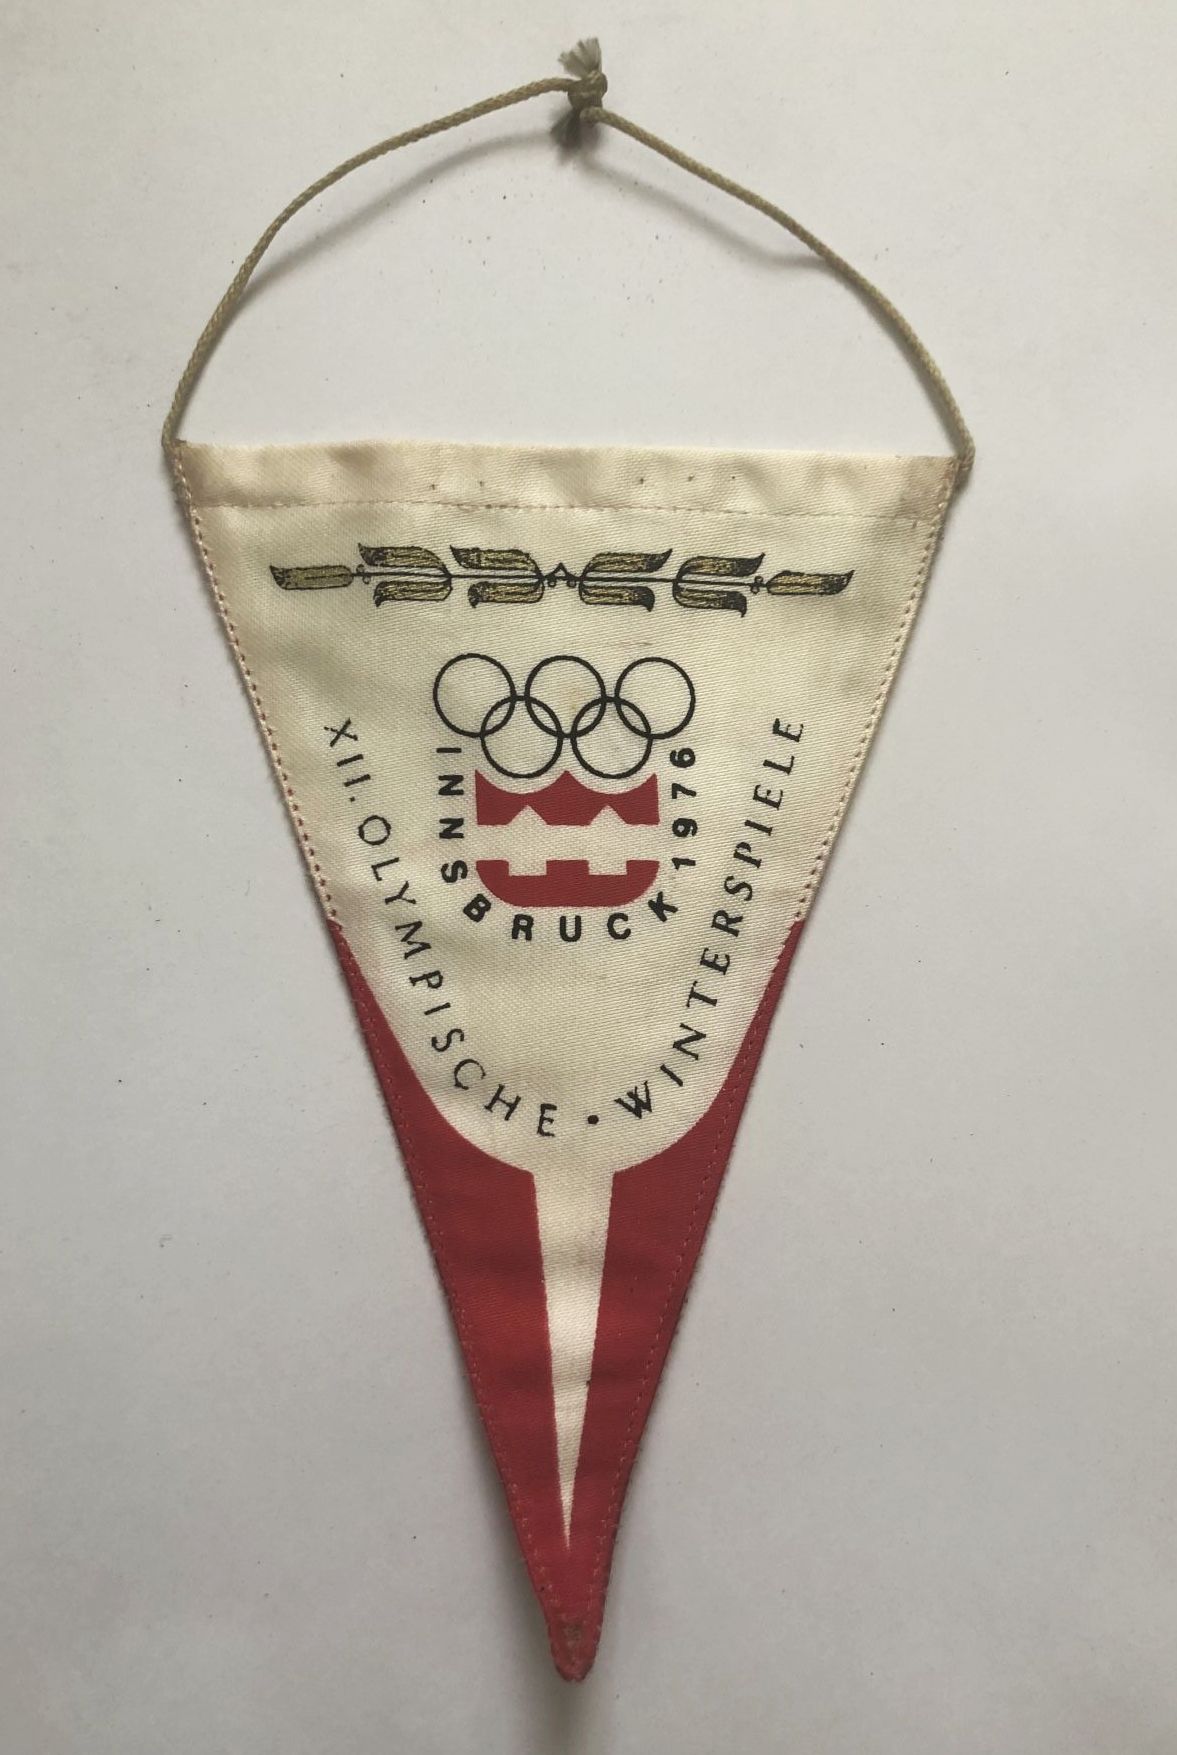 INNSBRUCK 1976
XII. OLYMPISCHE • WINTERSPIELE